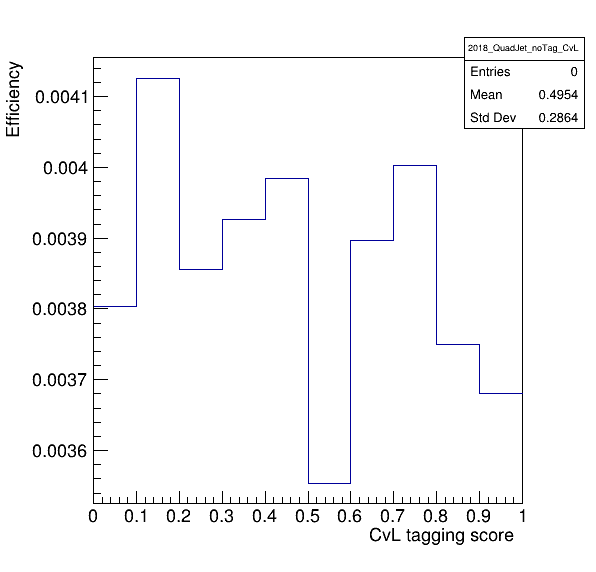 2018_QuadJet_noTag_CvL
Entries 0
Mean 0.4954
Std Dev 0.2864
Efficiency
0.0041
0.004
0.0039
0.0038
0.0037
0.0036
0 0.1 0.2 0.3 0.4 0.5 0.6 0.7 0.8 0.9 1
CvL tagging score